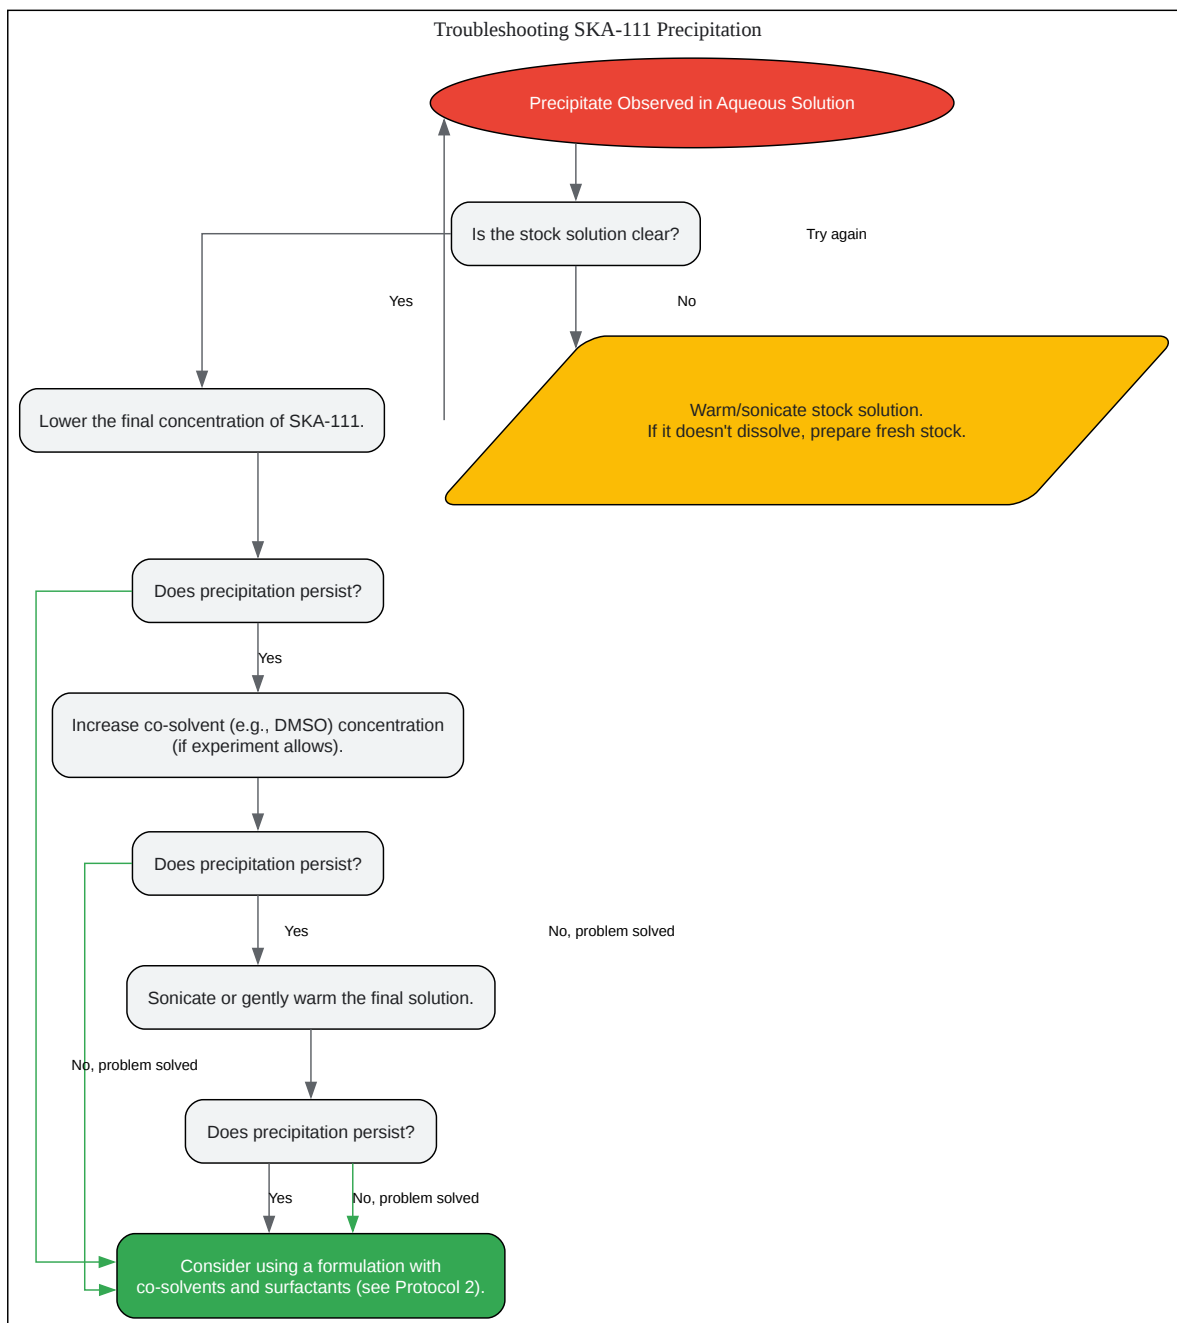 Troubleshooting SKA-111 Precipitation
Precipitate Observed in Aqueous Solution
Is the stock solution clear?
Try again
Yes
No
Warm/sonicate stock solution.
If it doesn't dissolve, prepare fresh stock.
Lower the final concentration of SKA-111.
Does precipitation persist?
Yes
Increase co-solvent (e.g., DMSO) concentration
(if experiment allows).
Does precipitation persist?
Yes
No, problem solved
Sonicate or gently warm the final solution.
No, problem solved
Does precipitation persist?
Yes
No, problem solved
Consider using a formulation with
co-solvents and surfactants (see Protocol 2).